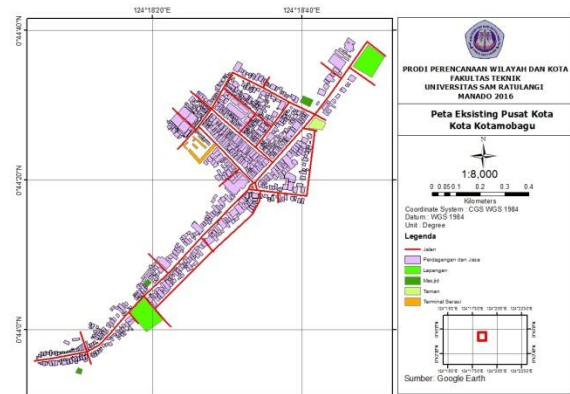 124°18'20"E
124°18'40"E
0°44'40"N
0°44'20"N
0°44'0"N
PRODI PERENCANAAN WILAYAH DAN KOTA
FAKULTAS TEKNIK
UNIVERSITAS SAM RATULANGI
MANADO 2016
Peta Eksisting Pusat Kota
Kota Kotamobagu
N
1:8,000
0 0.05 0.1 0.2 0.3 0.4
Kilometers
Coordinate System : CGS WGS 1984
Datum : WGS 1984
Unit : Degree
Legenda
Jalan
Perdagangan dan Jasa
Lapangan
Masjid
Taman
Terminal Serasi
Sumber: Google Earth